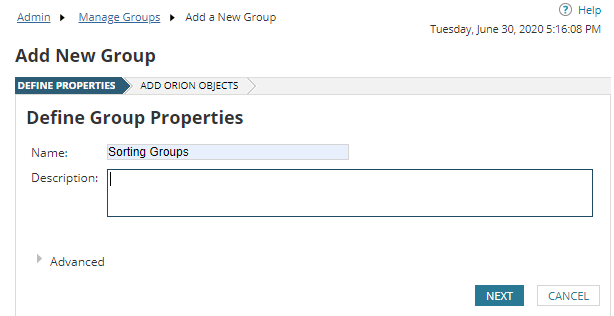 Help
Admin ▸ Manage Groups ▸ Add a New Group
Tuesday, June 30, 2020 5:16:08 PM
Add New Group
DEFINE PROPERTIES ADD ORION OBJECTS
Define Group Properties
Name: Sorting Groups
Description:
Advanced
NEXT CANCEL